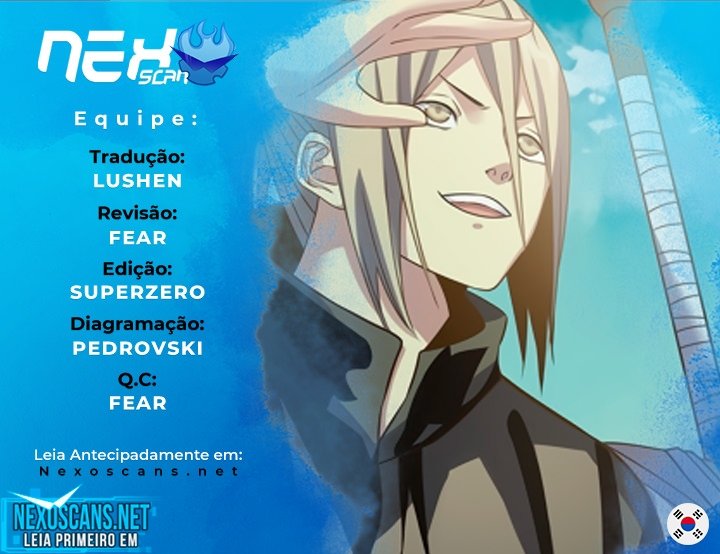 NEXO
SCAN
Equipe:
Tradução:
LUSHEN
Revisão:
FEAR
Edição:
SUPERZERO
Diagramação:
PEDROVSKI
Q.C:
FEAR
Leia Antecipadamente em:
Nexoscans.net
NEXOSCANS.NET
LEIA PRIMEIRO EM